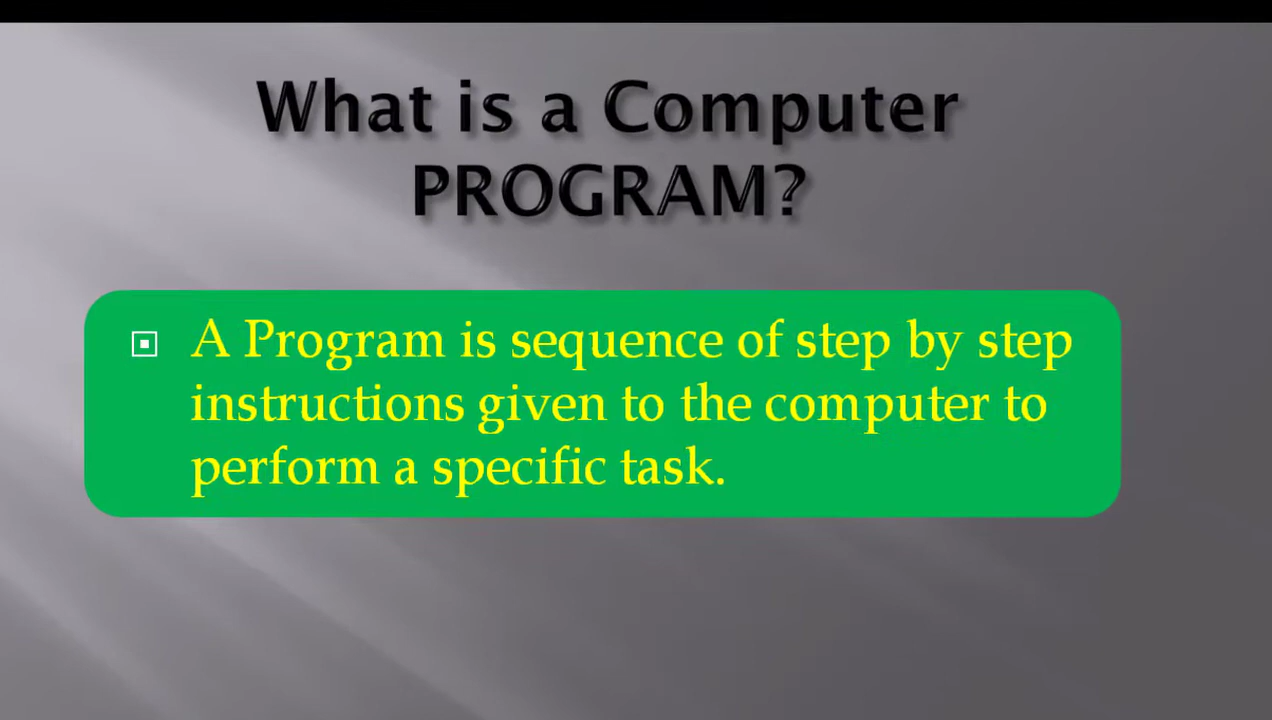 What is a Computer
PROGRAM?
A Program is sequence of step by step
instructions given to the computer to
perform a specific task.